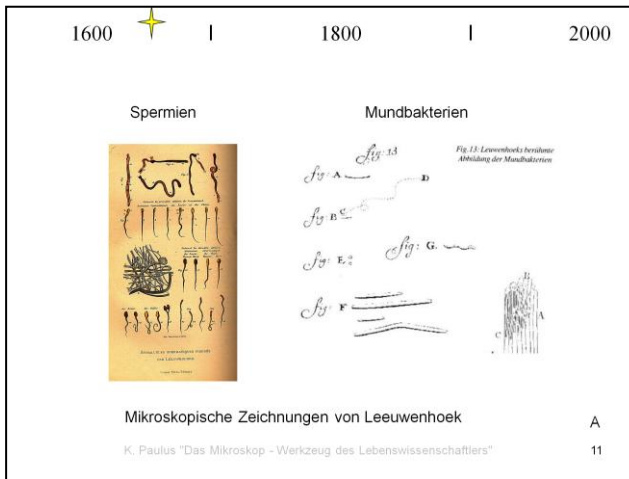 1600 | 1800 | 2000
Spermien
Mundbakterien
fig: 13
Fig. 13: Leuwenhoeks berühmte
Abbildung der Mundbakterien
fig: A
D
fig: B
C
fig: G.
fig: E
fig: F
B
A
C
Mikroskopische Zeichnungen von Leeuwenhoek
A
K. Paulus "Das Mikroskop - Werkzeug des Lebenswissenschaftlers"
11